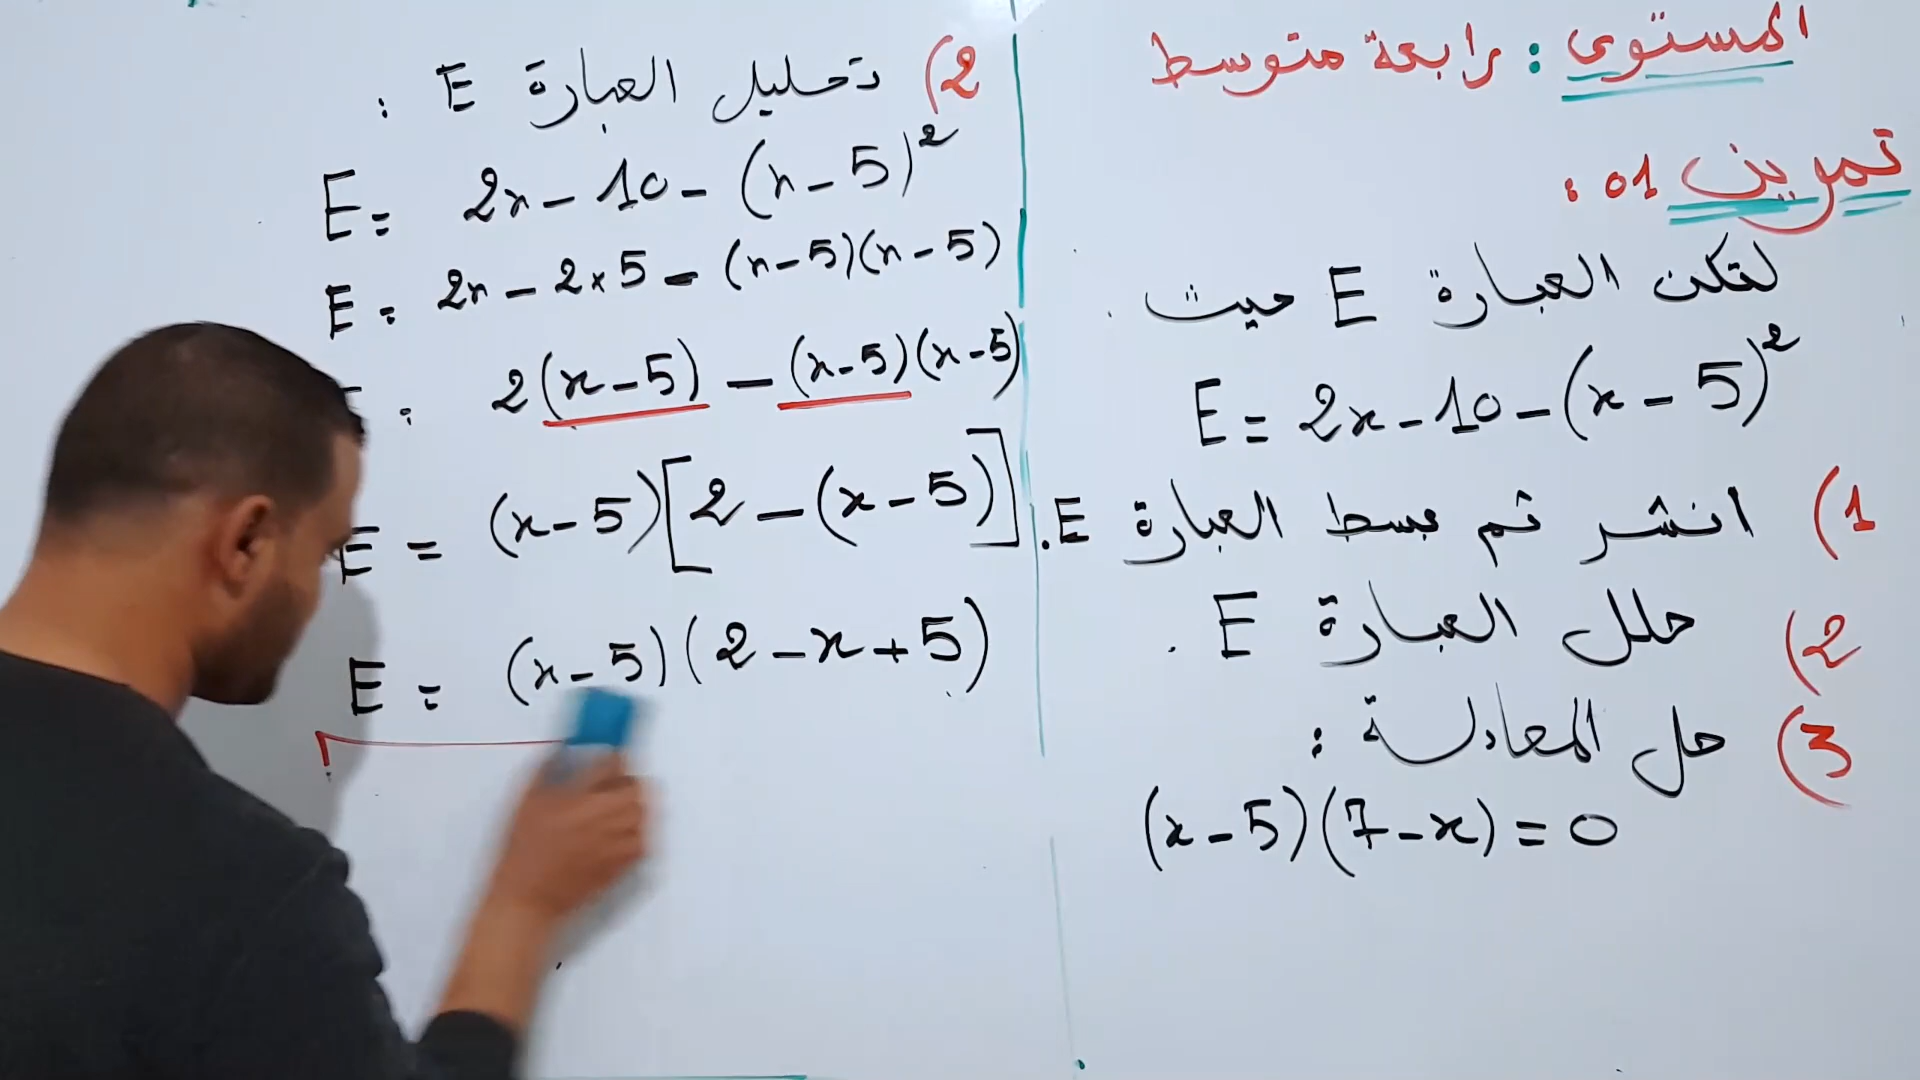 المستوى : رابعة متوسط
تمرين 01 :
لتكن العبارة E حيث
E = 2x - 10 - (x - 5)²
1) انشر ثم بسط العبارة E.
2) حلل العبارة E .
3) حل المعادلة :
(x - 5)(7 - x) = 0
2) تحليل العبارة E :
E = 2x - 10 - (x - 5)²
E = 2x - 2 × 5 - (x - 5)(x - 5)
E = 2(x - 5) - (x - 5)(x - 5)
E = (x - 5)[2 - (x - 5)]
E = (x - 5)(2 - x + 5)